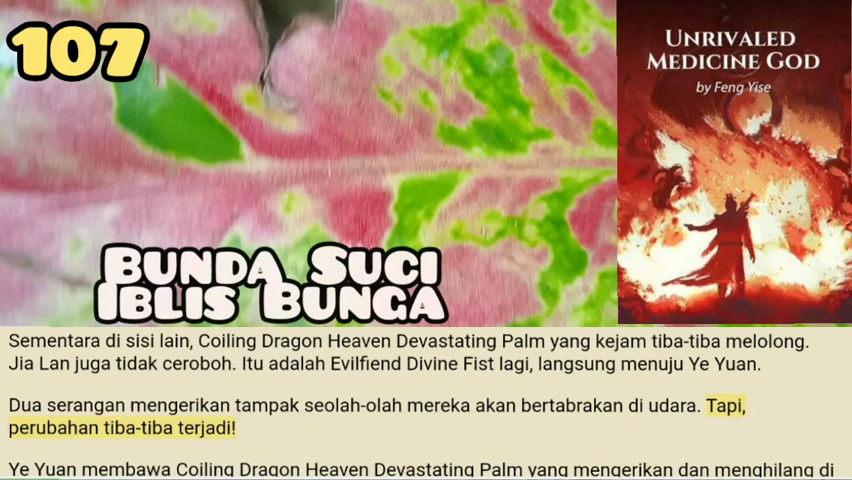 107
UNRIVALED
MEDICINE GOD
by Feng Yise
BUNDA SUCI
IBLIS BUNGA
Sementara di sisi lain, Coiling Dragon Heaven Devastating Palm yang kejam tiba-tiba melolong.
Jia Lan juga tidak ceroboh. Itu adalah Evilfiend Divine Fist lagi, langsung menuju Ye Yuan.
Dua serangan mengerikan tampak seolah-olah mereka akan bertabrakan di udara. Tapi,
perubahan tiba-tiba terjadi!
Ye Yuan membawa Coiling Dragon Heaven Devastating Palm yang mengerikan dan menghilang di